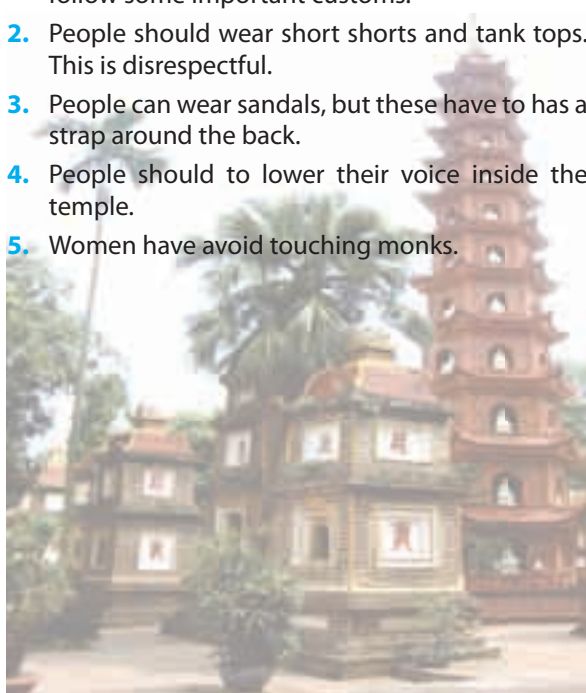 follow some important customs.
2. People should wear short shorts and tank tops.
This is disrespectful.
3. People can wear sandals, but these have to has a
strap around the back.
4. People should to lower their voice inside the
temple.
5. Women have avoid touching monks.